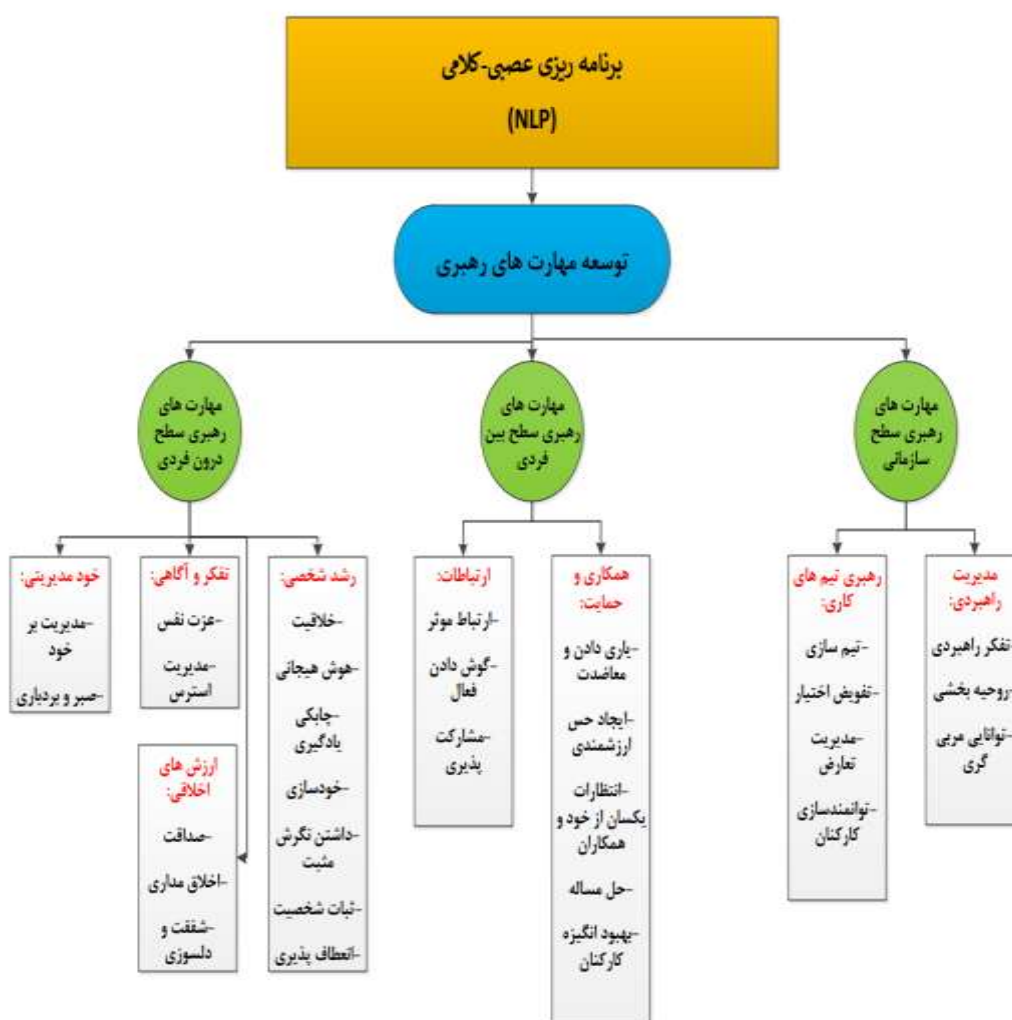 برنامه ریزی عصبی-کلامی
(NLP)
توسعه مهارت های رهبری
مهارت های
رهبری سطح
سازمانی
مهارت های
رهبری سطح بین
فردی
مهارت های
رهبری سطح
درون فردی
مدیریت
راهبردی:
-تفکر راهبردی
-روحیه بخشی
-توانایی مربی
گری
رهبری تیم های
کاری:
-تیم سازی
-تفویض اختیار
-مدیریت
تعارض
-توانمندسازی
کارکنان
همکاری و
حمایت:
-یاری دادن و
معاضدت
-ایجاد حس
ارزشمندی
-انتظارات
یکسان از خود و
همکاران
-حل مساله
-بهبود انگیزه
کارکنان
ارتباطات:
-ارتباط موثر
-گوش دادن
فعال
-مشارکت
پذیری
رشد شخصی:
-خلاقیت
-هوش هیجانی
-چابکی
یادگیری
-خودسازی
-داشتن نگرش
مثبت
-ثبات شخصیت
-انعطاف پذیری
تفکر و آگاهی:
-عزت نفس
-مدیریت
استرس
ارزش های
اخلاقی:
-صداقت
-اخلاق مداری
-شفقت و
دلسوزی
خود مدیریتی:
-مدیریت بر
خود
-صبر و بردباری